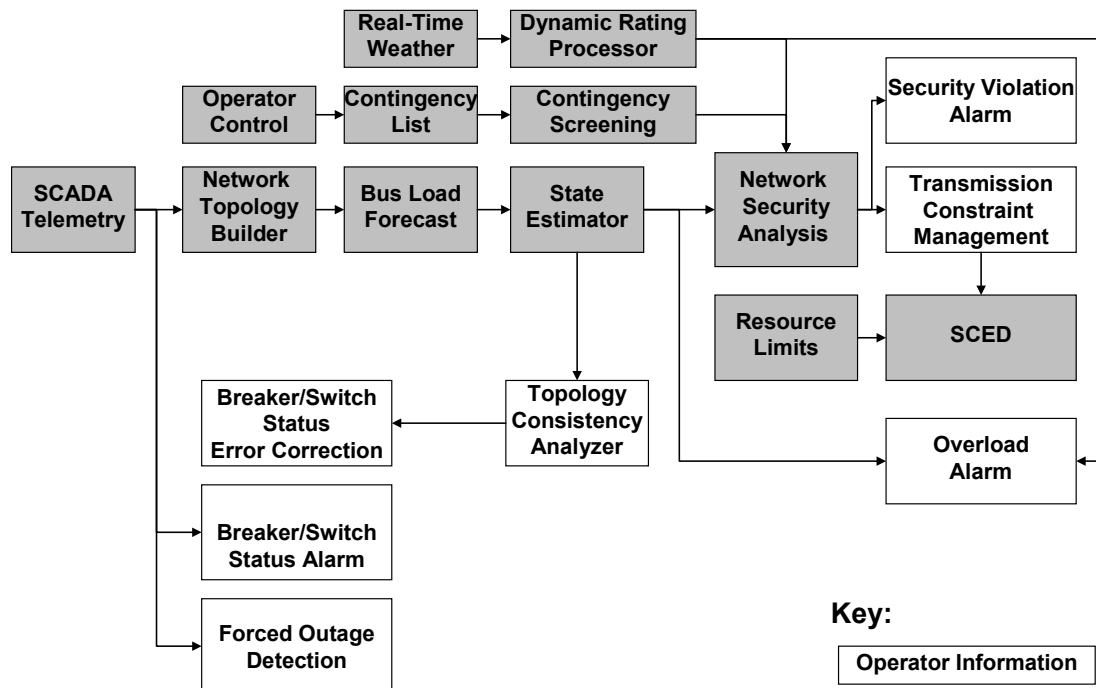 Real-Time
Weather
Dynamic Rating
Processor
Operator
Control
Contingency
List
Contingency
Screening
Security Violation
Alarm
SCADA
Telemetry
Network
Topology
Builder
Bus Load
Forecast
State
Estimator
Network
Security
Analysis
Transmission
Constraint
Management
Resource
Limits
SCED
Breaker/Switch
Status
Error Correction
Topology
Consistency
Analyzer
Overload
Alarm
Breaker/Switch
Status Alarm
Forced Outage
Detection
Key:
Operator Information